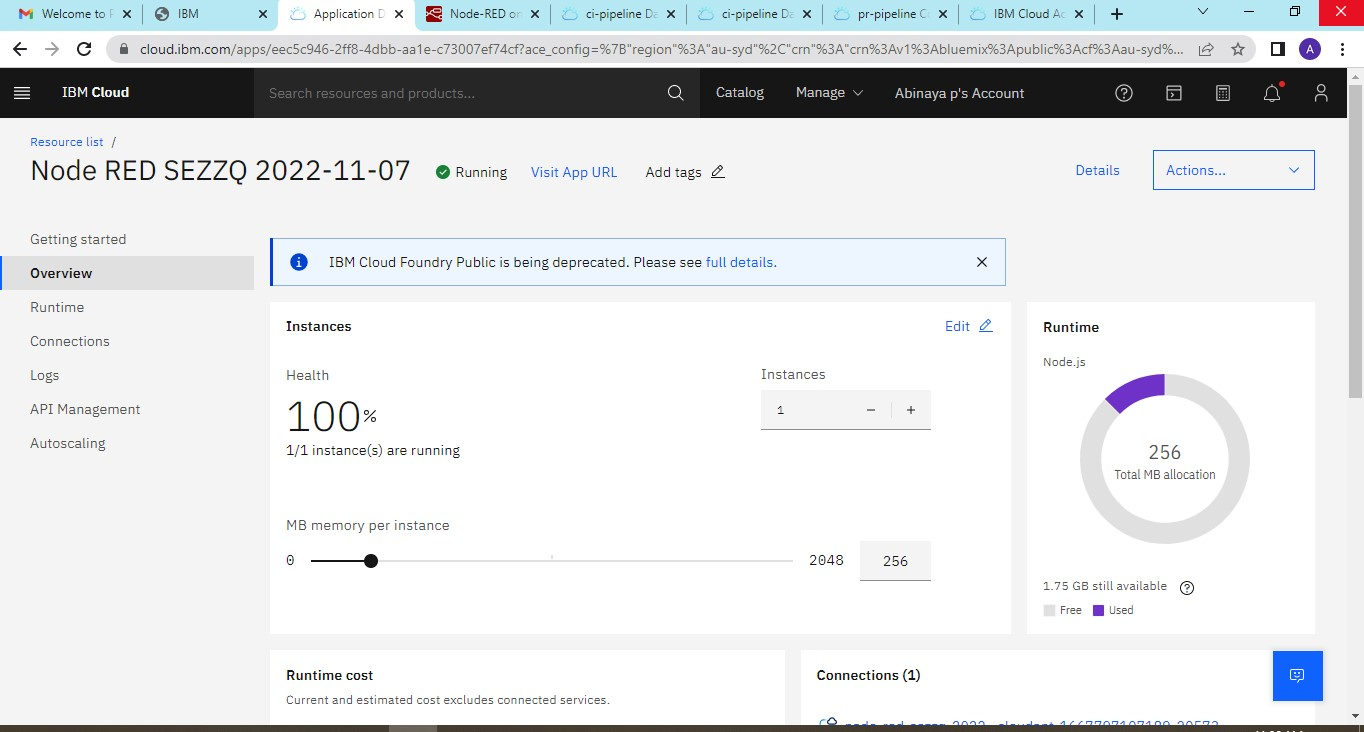 Welcome to P
IBM
Application D
Node-RED on
ci-pipeline Da
ci-pipeline Da
pr-pipeline C
IBM Cloud Ac
cloud.ibm.com/apps/eec5c946-2ff8-4dbb-aa1e-c73007ef74cf?ace_config=%7B"region"%3A"au-syd"%2C"crn"%3A"crn%3Av1%3Abluemix%3Apublic%3Acf%3Aau-syd%...
A
IBM Cloud
Search resources and products...
Catalog
Manage
Abinaya p's Account
Resource list /
Node RED SEZZQ 2022-11-07
Running
Visit App URL
Add tags
Details
Actions...
Getting started
Overview
Runtime
Connections
Logs
API Management
Autoscaling
IBM Cloud Foundry Public is being deprecated. Please see full details.
Instances
Edit
Health
100%
1/1 instance(s) are running
Instances
1
MB memory per instance
0
2048
256
Runtime
Node.js
256
Total MB allocation
1.75 GB still available
Free
Used
Runtime cost
Current and estimated cost excludes connected services.
Connections (1)